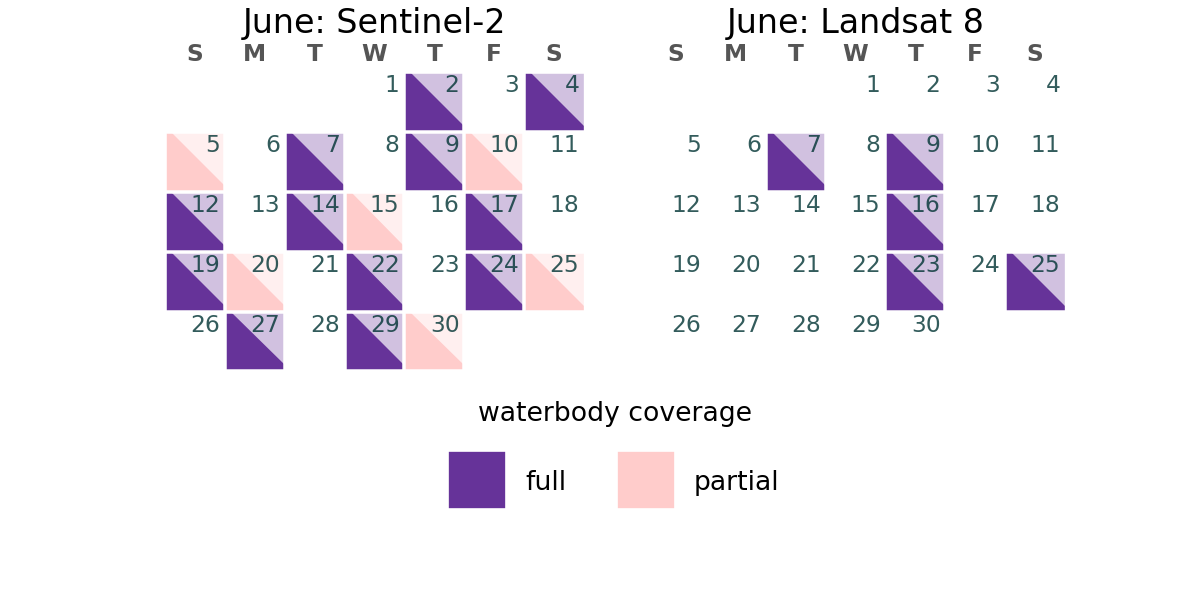 June: Sentinel-2
S M T W T F S
1 2 3 4
5 6 7 8 9 10 11
12 13 14 15 16 17 18
19 20 21 22 23 24 25
26 27 28 29 30
June: Landsat 8
S M T W T F S
1 2 3 4
5 6 7 8 9 10 11
12 13 14 15 16 17 18
19 20 21 22 23 24 25
26 27 28 29 30
waterbody coverage
full partial